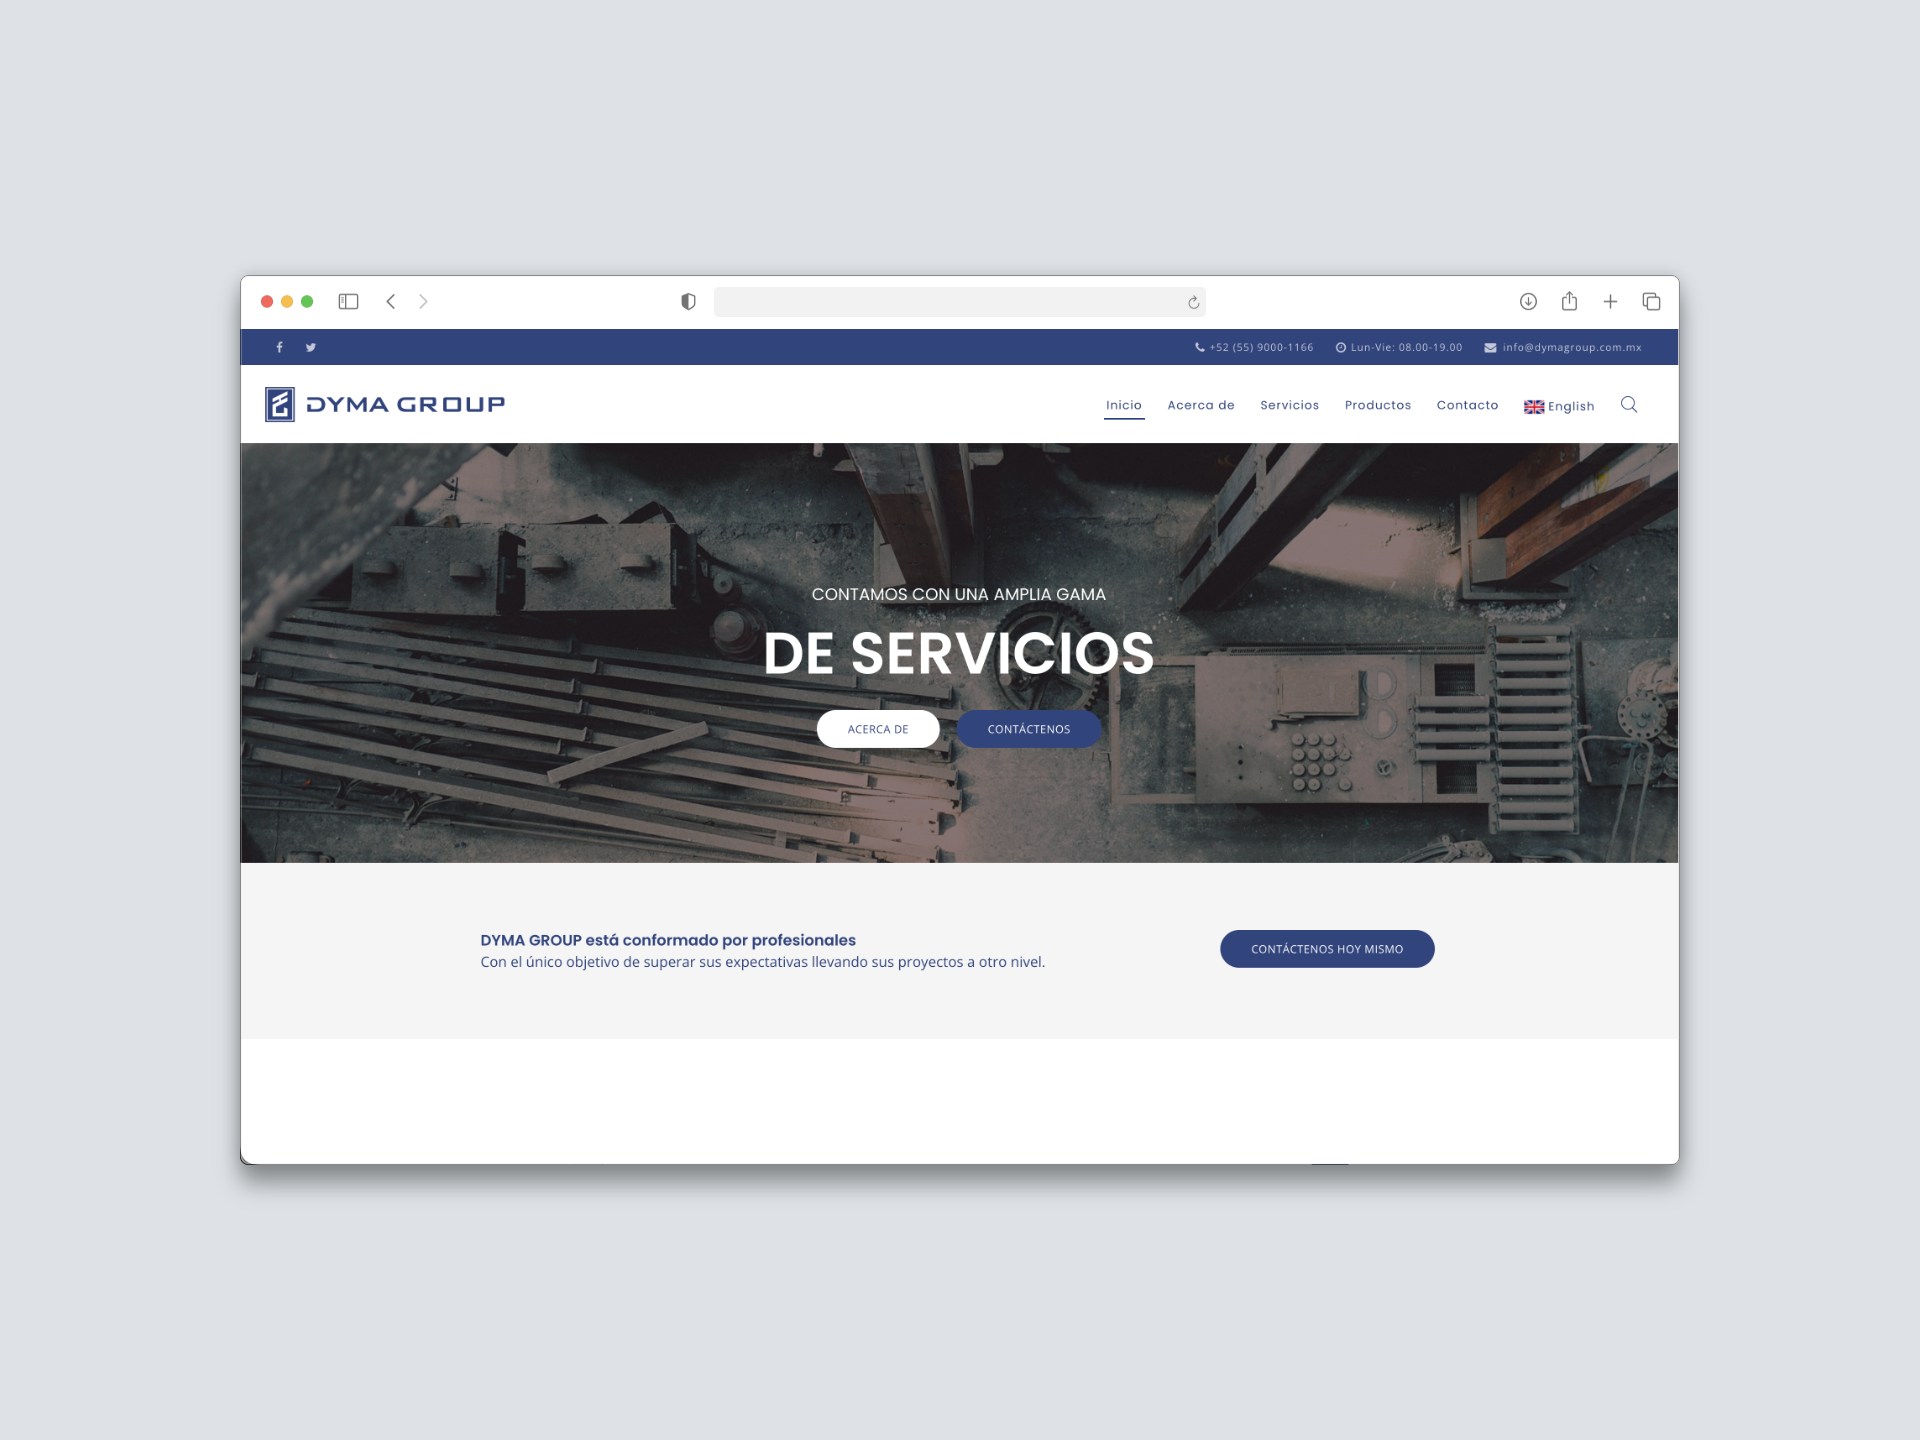 +52 (55) 9000-1166 Lun-Vie: 08.00-19.00 info@dymagroup.com.mx
DYMA GROUP
Inicio Acerca de Servicios Productos Contacto English
CONTAMOS CON UNA AMPLIA GAMA
DE SERVICIOS
ACERCA DE CONTÁCTENOS
DYMA GROUP está conformado por profesionales
Con el único objetivo de superar sus expectativas llevando sus proyectos a otro nivel.
CONTÁCTENOS HOY MISMO